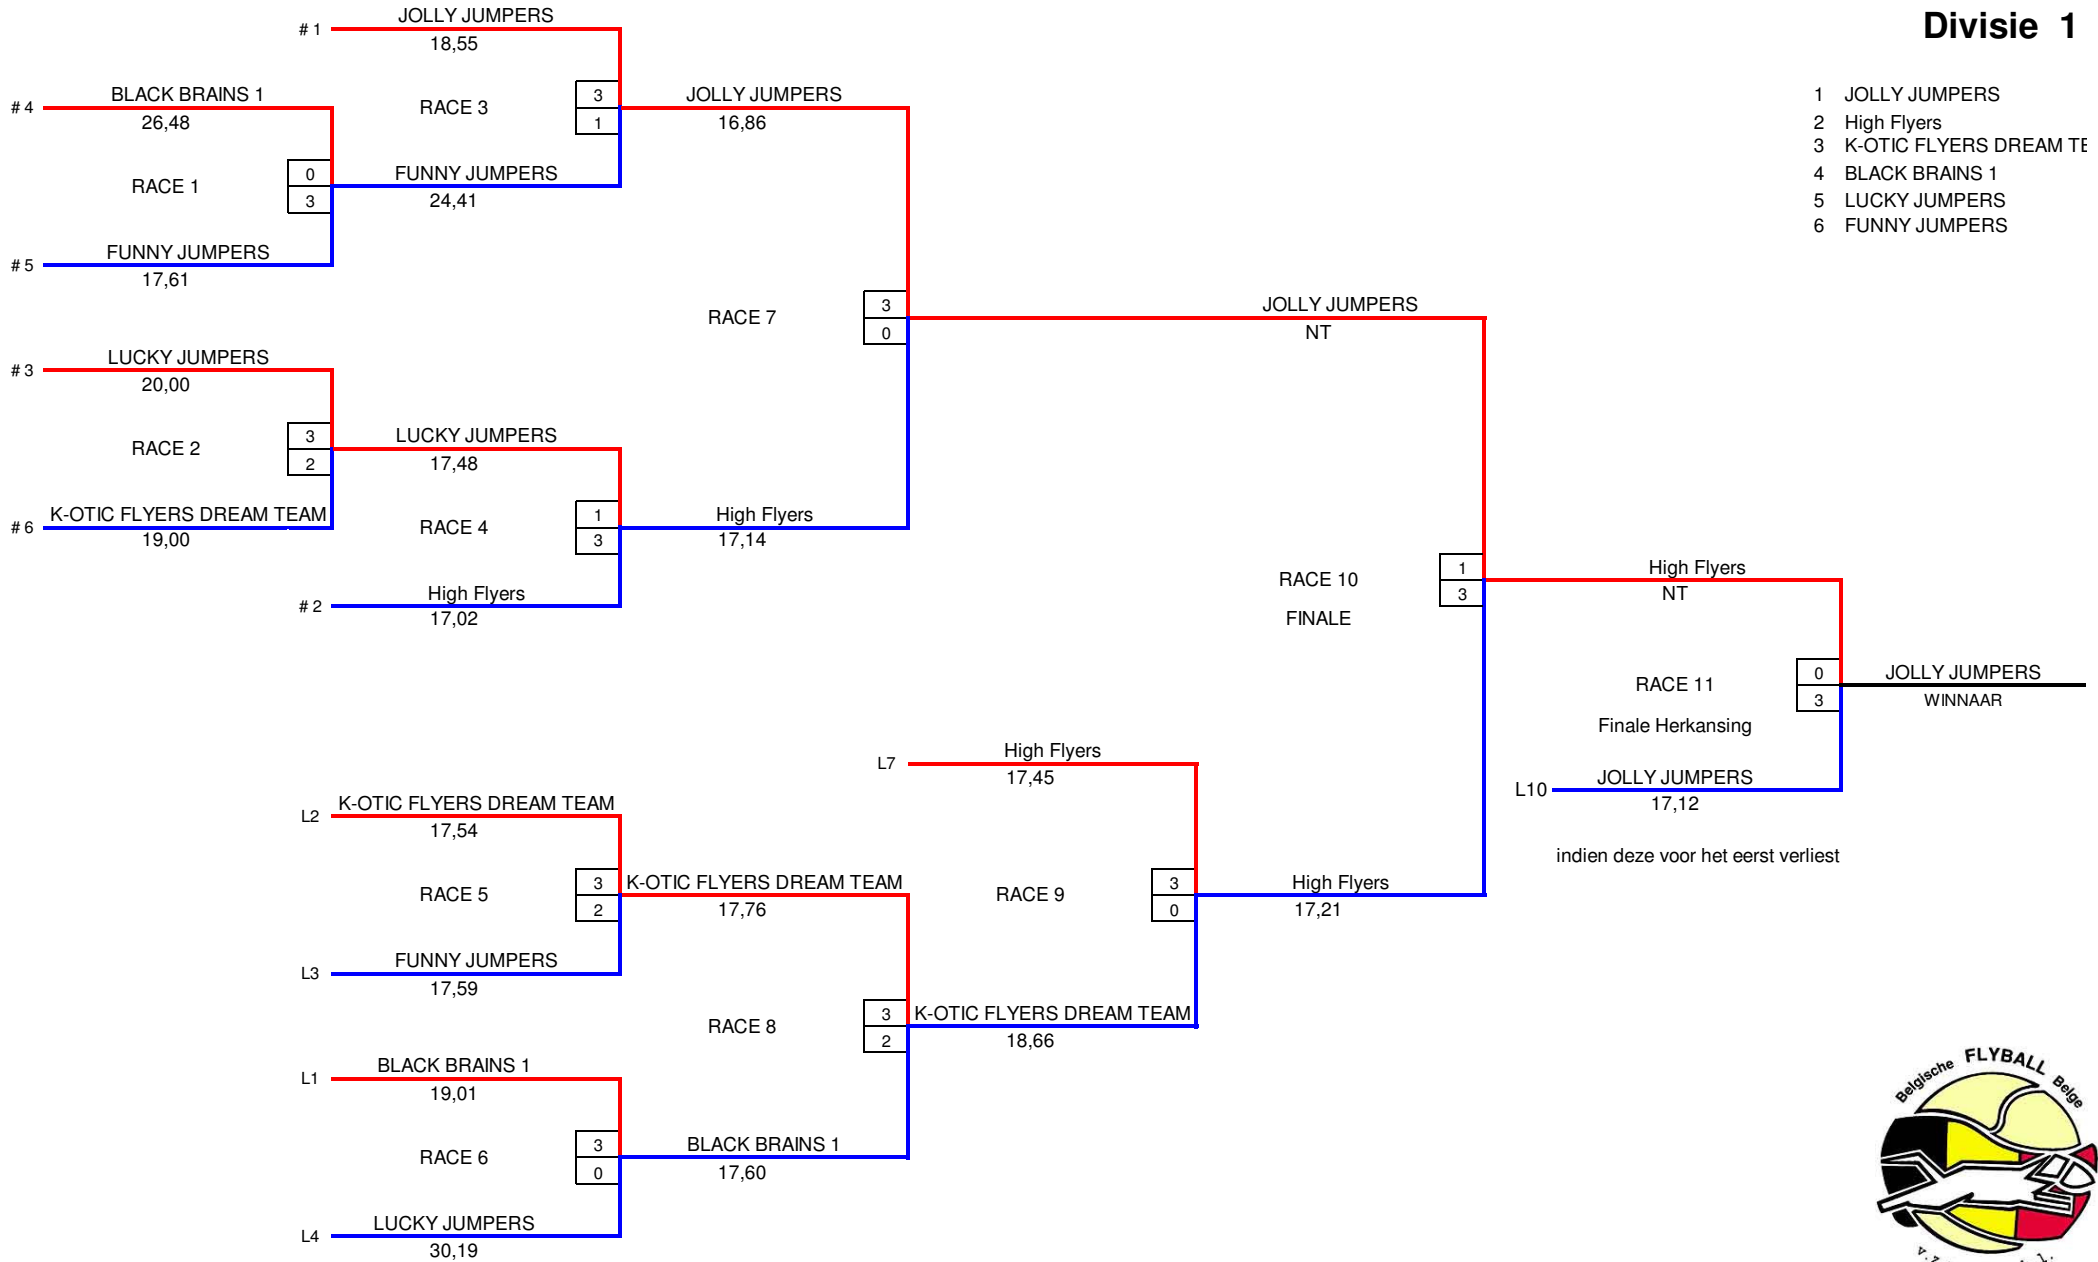 Divisie 1
1 JOLLY JUMPERS
2 High Flyers
3 K-OTIC FLYERS DREAM TE
4 BLACK BRAINS 1
5 LUCKY JUMPERS
6 FUNNY JUMPERS
# 1
JOLLY JUMPERS
18,55
# 4
BLACK BRAINS 1
26,48
RACE 3
3
1
JOLLY JUMPERS
16,86
RACE 1
0
3
FUNNY JUMPERS
24,41
# 5
FUNNY JUMPERS
17,61
RACE 7
3
0
JOLLY JUMPERS
NT
# 3
LUCKY JUMPERS
20,00
RACE 2
3
2
LUCKY JUMPERS
17,48
# 6
K-OTIC FLYERS DREAM TEAM
19,00
RACE 4
1
3
High Flyers
17,14
# 2
High Flyers
17,02
RACE 10
FINALE
1
3
High Flyers
NT
RACE 11
Finale Herkansing
0
3
JOLLY JUMPERS
WINNAAR
L10
JOLLY JUMPERS
17,12
indien deze voor het eerst verliest
L7
High Flyers
17,45
L2
K-OTIC FLYERS DREAM TEAM
17,54
RACE 5
3
2
K-OTIC FLYERS DREAM TEAM
17,76
RACE 9
3
0
High Flyers
17,21
L3
FUNNY JUMPERS
17,59
RACE 8
3
2
K-OTIC FLYERS DREAM TEAM
18,66
L1
BLACK BRAINS 1
19,01
RACE 6
3
0
BLACK BRAINS 1
17,60
L4
LUCKY JUMPERS
30,19
Belgische FLYBALL Belge